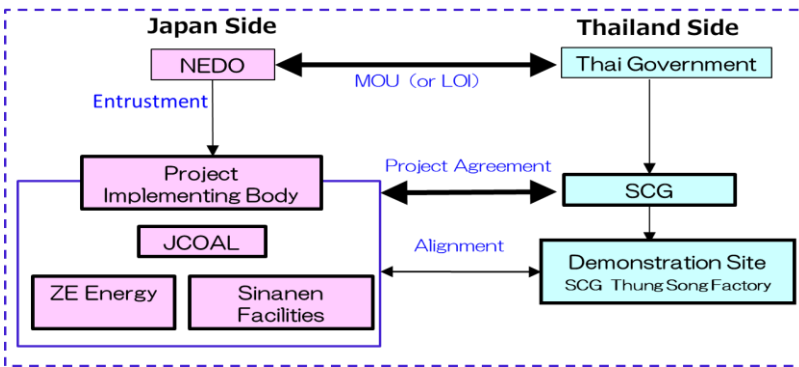 Japan Side
Thailand Side
NEDO
MOU（or LOI）
Thai Government
Entrustment
Project
Implementing Body
Project Agreement
SCG
JCOAL
Alignment
ZE Energy
Sinanen
Facilities
Demonstration Site
SCG Thung Song Factory